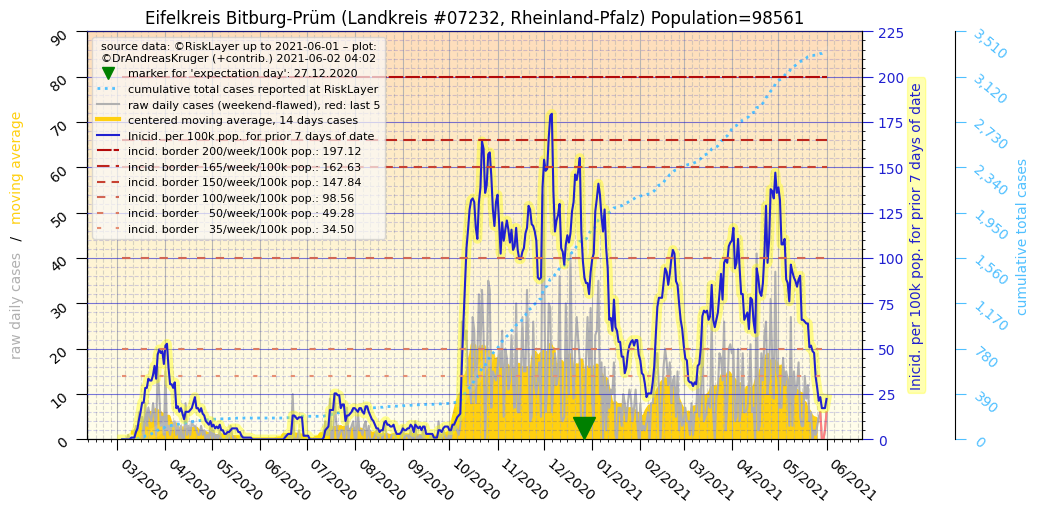 Eifelkreis Bitburg-Prüm (Landkreis #07232, Rheinland-Pfalz) Population=98561
source data: ©RiskLayer up to 2021-06-01 – plot:
©DrAndreasKruger (+contrib.) 2021-06-02 04:02
marker for 'expectation day': 27.12.2020
cumulative total cases reported at RiskLayer
raw daily cases (weekend-flawed), red: last 5
centered moving average, 14 days cases
Inicid. per 100k pop. for prior 7 days of date
incid. border 200/week/100k pop.: 197.12
incid. border 165/week/100k pop.: 162.63
incid. border 150/week/100k pop.: 147.84
incid. border 100/week/100k pop.: 98.56
incid. border 50/week/100k pop.: 49.28
incid. border 35/week/100k pop.: 34.50
raw daily cases / moving average
90
80
70
60
50
40
30
20
10
0
225
200
175
150
125
100
75
50
25
0
Inicid. per 100k pop. for prior 7 days of date
3,510
3,120
2,730
2,340
1,950
1,560
1,170
780
390
0
cumulative total cases
03/2020
04/2020
05/2020
06/2020
07/2020
08/2020
09/2020
10/2020
11/2020
12/2020
01/2021
02/2021
03/2021
04/2021
05/2021
06/2021